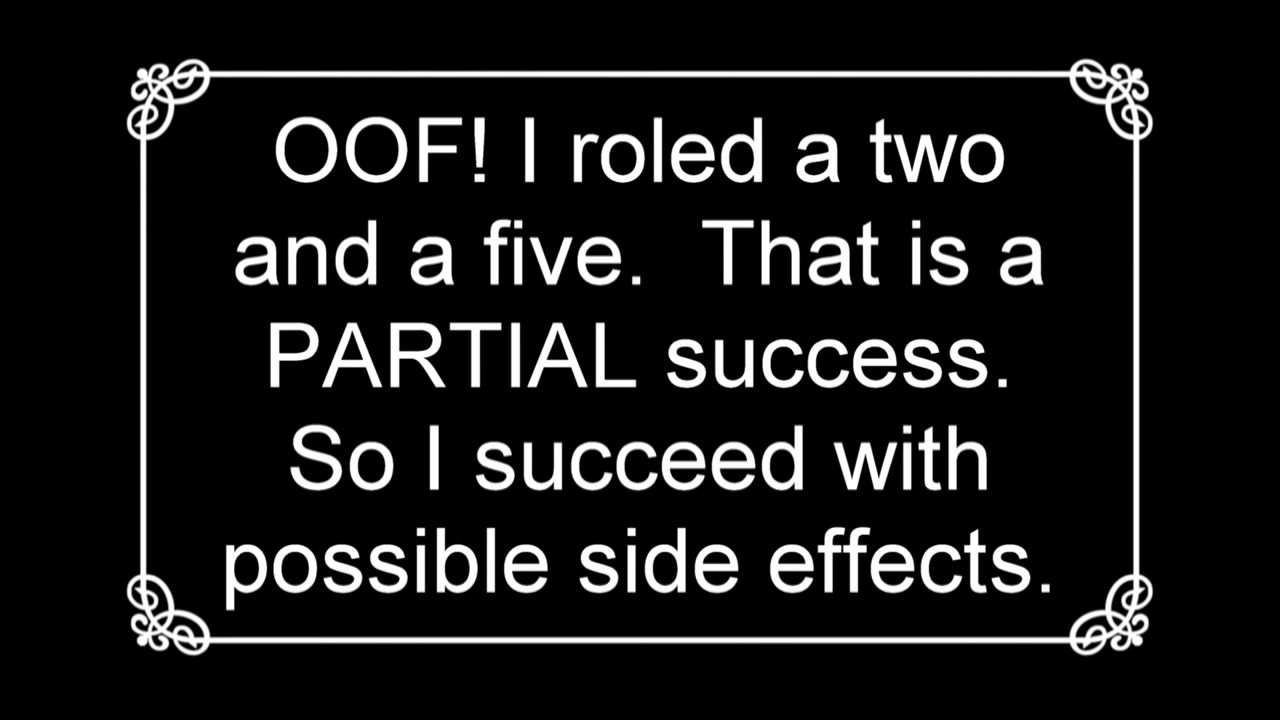 OOF! I roled a two
and a five.  That is a
PARTIAL success.
So I succeed with
possible side effects.